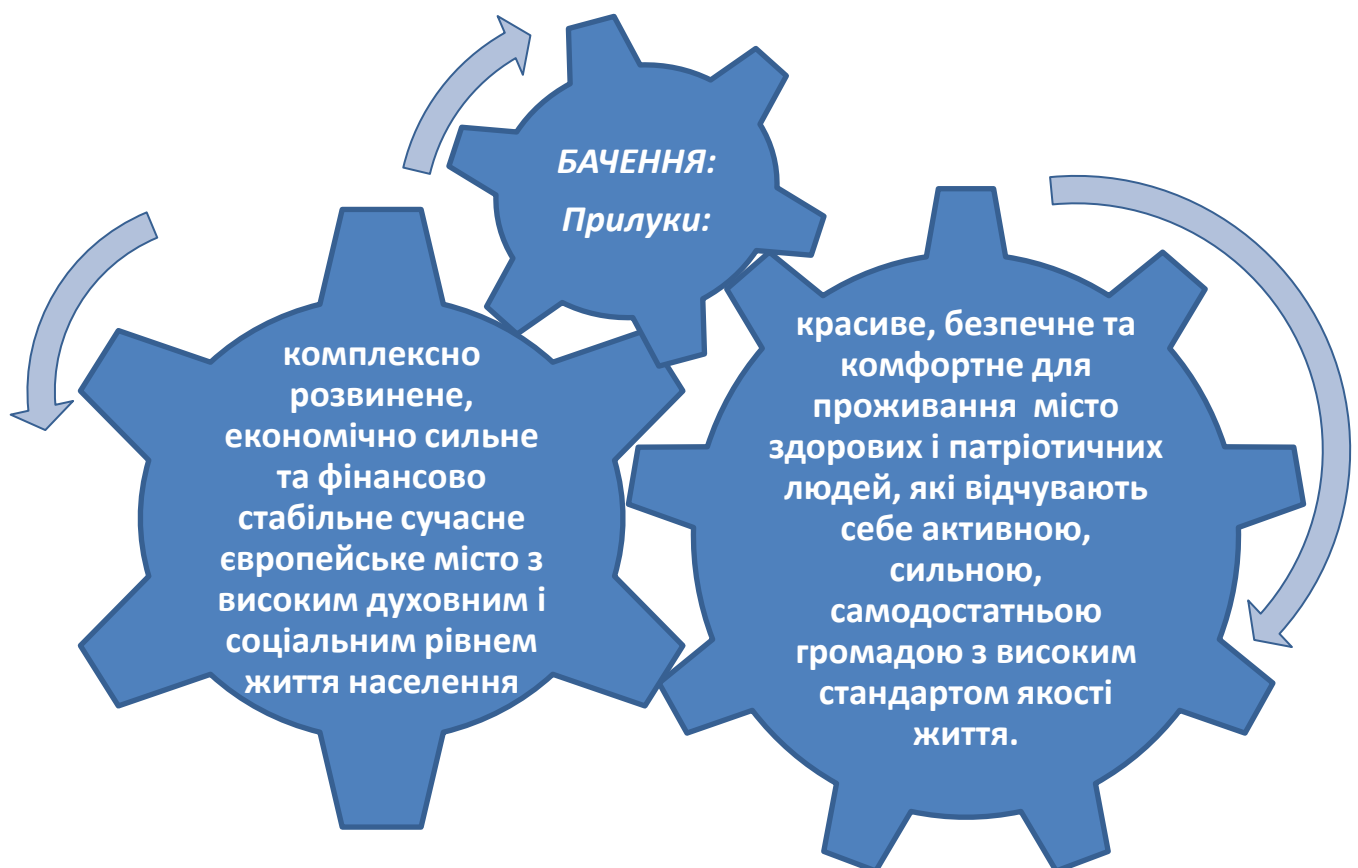 БАЧЕННЯ:
Прилуки:
комплексно
розвинене,
економічно сильне
та фінансово
стабільне сучасне
європейське місто з
високим духовним і
соціальним рівнем
життя населення
красиве, безпечне та
комфортне для
проживання місто
здорових і патріотичних
людей, які відчувають
себе активною,
сильною,
самодостатньою
громадою з високим
стандартом якості
життя.